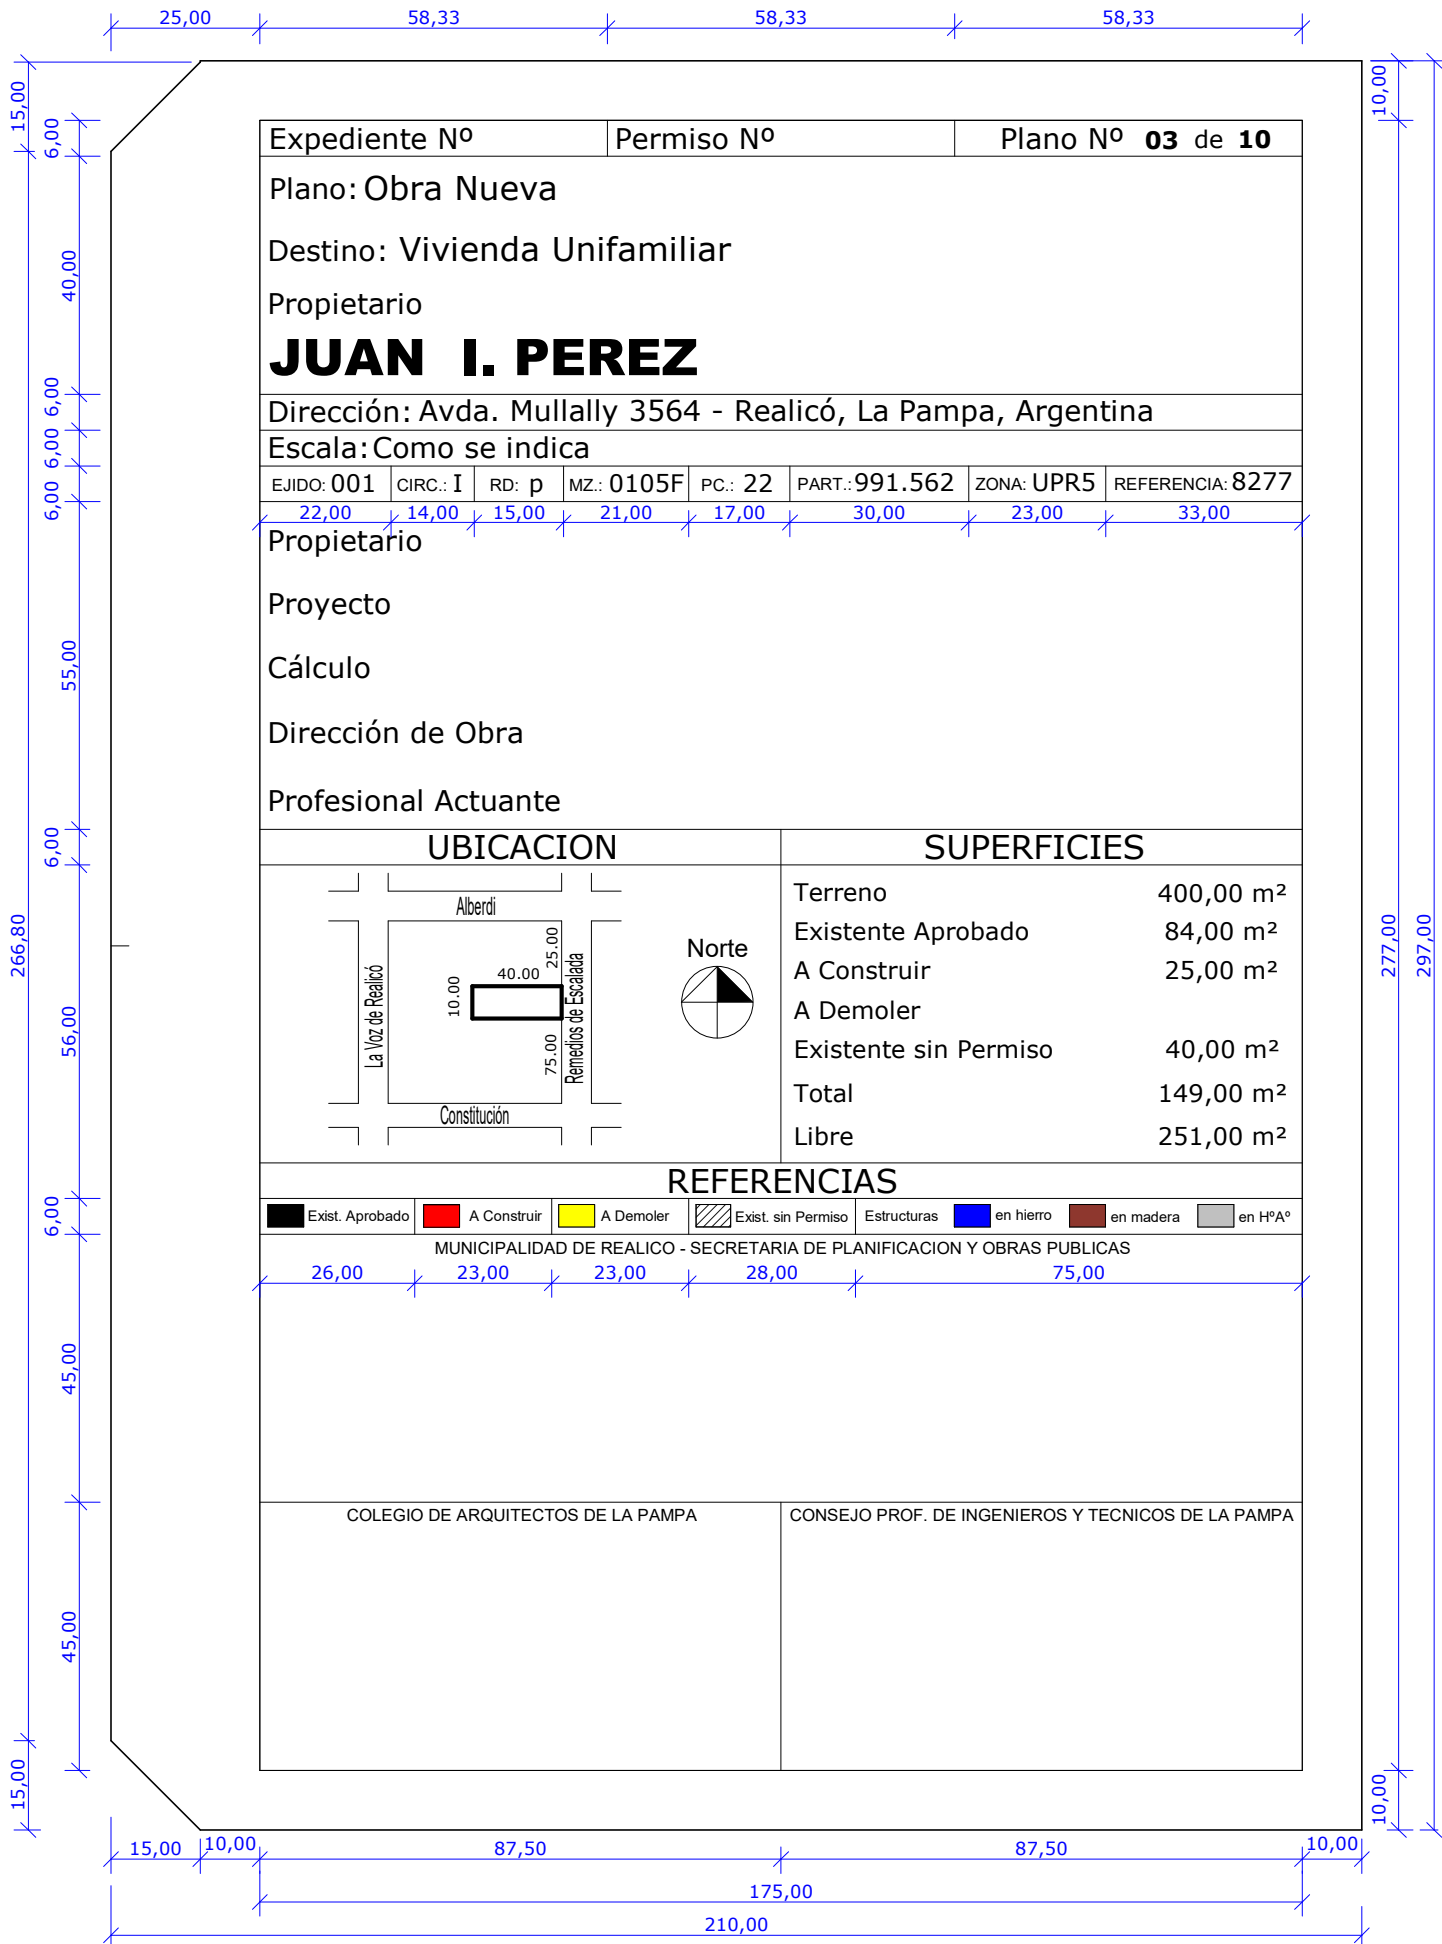 25,00 58,33 58,33 58,33
15,00
10,00
6,00
Expediente Nº Permiso Nº Plano Nº 03 de 10
Plano: Obra Nueva
40,00
Destino: Vivienda Unifamiliar
Propietario
JUAN I. PEREZ
6,00
Dirección: Avda. Mullally 3564 - Realicó, La Pampa, Argentina
6,00
Escala: Como se indica
6,00
EJIDO: 001 CIRC.: I RD: p MZ.: 0105F PC.: 22 PART.: 991.562 ZONA: UPR5 REFERENCIA: 8277
22,00 14,00 15,00 21,00 17,00 30,00 23,00 33,00
Propietario
Proyecto
55,00
Cálculo
Dirección de Obra
Profesional Actuante
6,00
UBICACION SUPERFICIES
266,80
56,00
277,00
297,00
Alberdi
La Voz de Realicó
10.00
40.00
25.00
75.00
Remedios de Escalada
Constitución
Norte
Terreno 400,00 m²
Existente Aprobado 84,00 m²
A Construir 25,00 m²
A Demoler
Existente sin Permiso 40,00 m²
Total 149,00 m²
Libre 251,00 m²
REFERENCIAS
6,00
Exist. Aprobado A Construir A Demoler Exist. sin Permiso Estructuras en hierro en madera en HºAº
MUNICIPALIDAD DE REALICO - SECRETARIA DE PLANIFICACION Y OBRAS PUBLICAS
26,00 23,00 23,00 28,00 75,00
45,00
COLEGIO DE ARQUITECTOS DE LA PAMPA CONSEJO PROF. DE INGENIEROS Y TECNICOS DE LA PAMPA
45,00
15,00
10,00
15,00 10,00 87,50 87,50 10,00
175,00
210,00